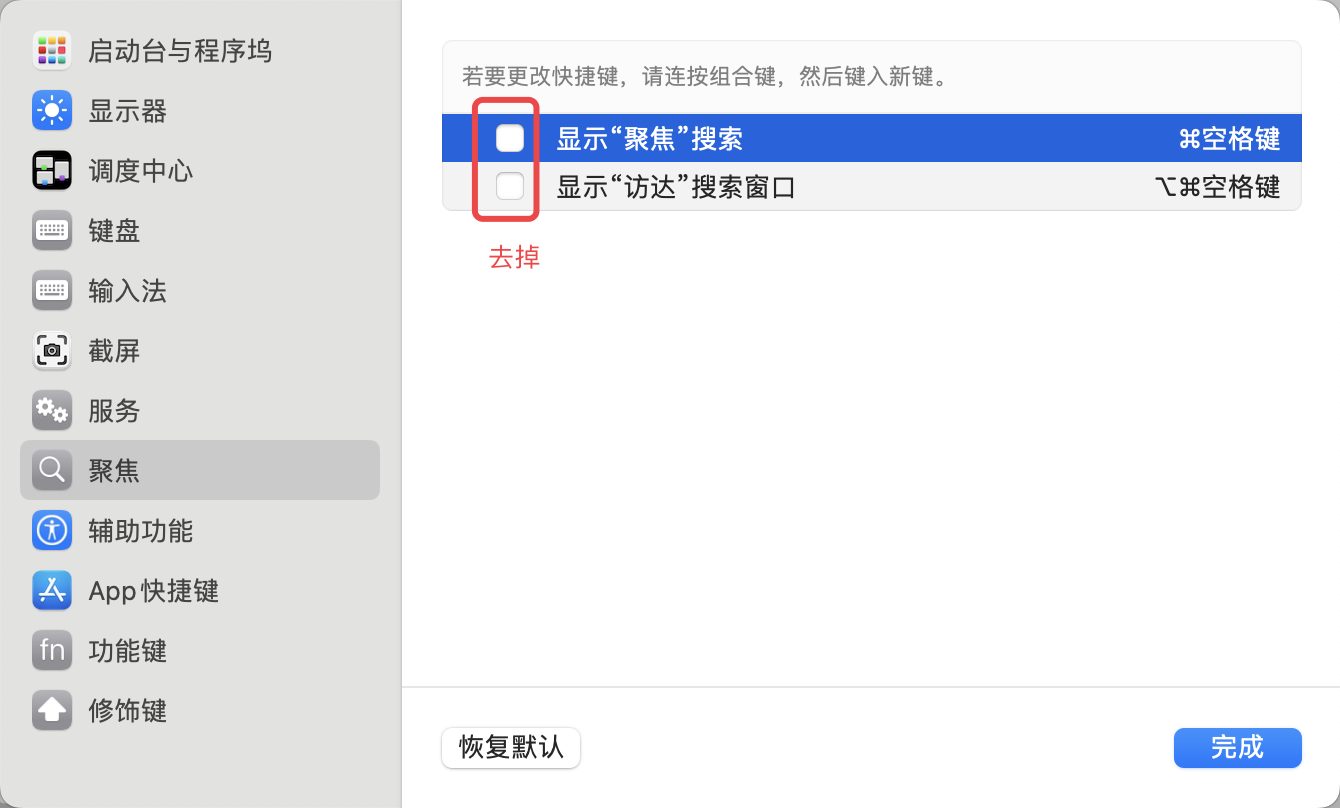 启动台与程序坞
显示器
调度中心
键盘
输入法
截屏
服务
聚焦
辅助功能
App 快捷键
fn 功能键
修饰键
若要更改快捷键，请连按组合键，然后键入新键。
显示“聚焦”搜索 ⌘空格键
显示“访达”搜索窗口 ⌥⌘空格键
去掉
恢复默认 完成